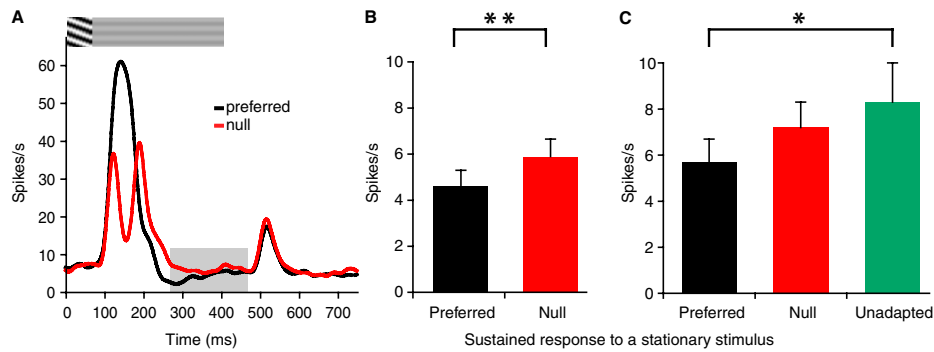 A
60
50
40
30
20
10
0
Spikes/s
preferred
null
0 100 200 300 400 500 600 700
Time (ms)
B
**
10
8
6
4
2
0
Spikes/s
Preferred Null
C
*
10
8
6
4
2
0
Spikes/s
Preferred Null Unadapted
Sustained response to a stationary stimulus